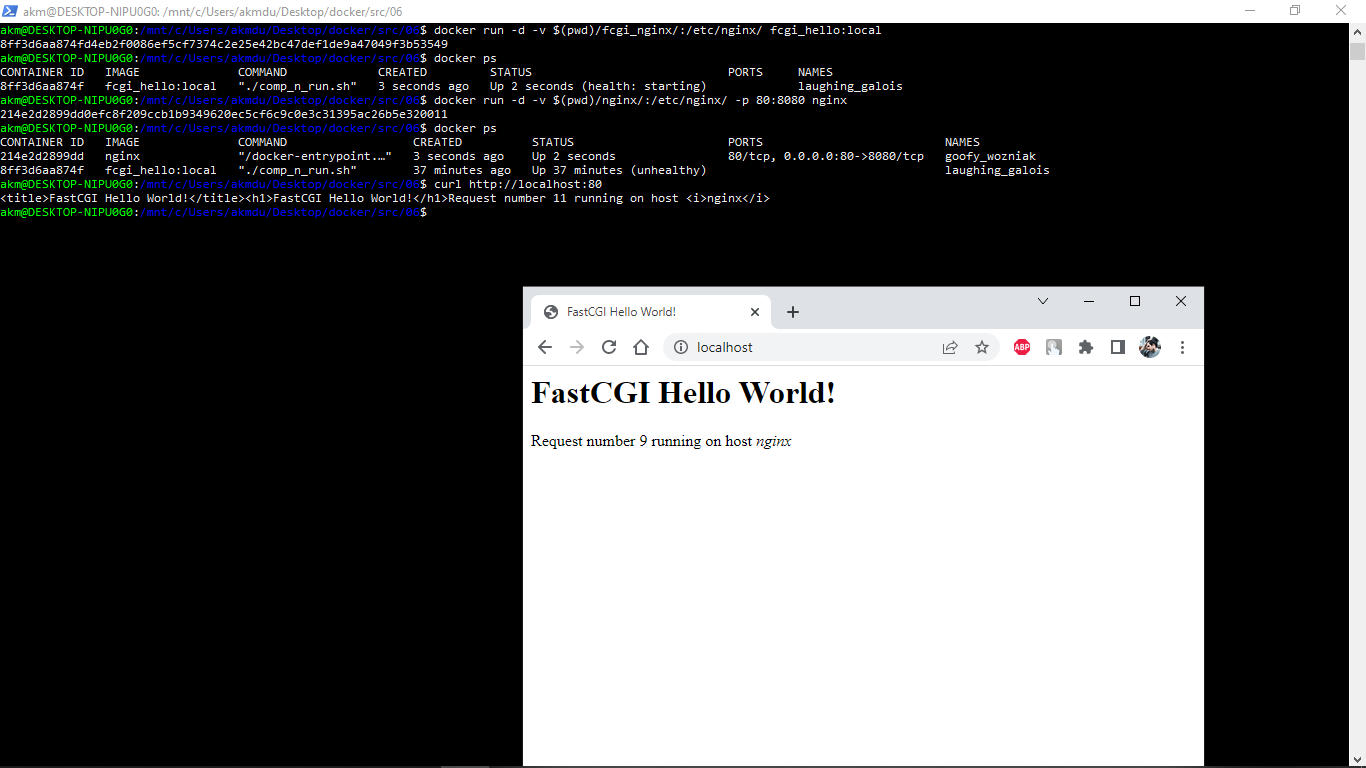 akm@DESKTOP-NIPU0G0: /mnt/c/Users/akmdu/Desktop/docker/src/06
akm@DESKTOP-NIPU0G0:/mnt/c/Users/akmdu/Desktop/docker/src/06$ docker run -d -v $(pwd)/fcgi_nginx/:/etc/nginx/ fcgi_hello:local
8ff3d6aa874fd4eb2f0086ef5cf7374c2e25e42bc47def1de9a47049f3b53549
akm@DESKTOP-NIPU0G0:/mnt/c/Users/akmdu/Desktop/docker/src/06$ docker ps
CONTAINER ID   IMAGE              COMMAND             CREATED         STATUS                            PORTS     NAMES
8ff3d6aa874f   fcgi_hello:local   "./comp_n_run.sh"   3 seconds ago   Up 2 seconds (health: starting)             laughing_galois
akm@DESKTOP-NIPU0G0:/mnt/c/Users/akmdu/Desktop/docker/src/06$ docker run -d -v $(pwd)/nginx/:/etc/nginx/ -p 80:8080 nginx
214e2d2899dd0efc8f209ccb1b9349620ec5cf6c9c0e3c31395ac26b5e320011
akm@DESKTOP-NIPU0G0:/mnt/c/Users/akmdu/Desktop/docker/src/06$ docker ps
CONTAINER ID   IMAGE              COMMAND                  CREATED          STATUS                      PORTS                          NAMES
214e2d2899dd   nginx              "/docker-entrypoint.…"   3 seconds ago    Up 2 seconds                80/tcp, 0.0.0.0:80->8080/tcp   goofy_wozniak
8ff3d6aa874f   fcgi_hello:local   "./comp_n_run.sh"        37 minutes ago   Up 37 minutes (unhealthy)                                  laughing_galois
akm@DESKTOP-NIPU0G0:/mnt/c/Users/akmdu/Desktop/docker/src/06$ curl http://localhost:80
<title>FastCGI Hello World!</title><h1>FastCGI Hello World!</h1>Request number 11 running on host <i>nginx</i>
akm@DESKTOP-NIPU0G0:/mnt/c/Users/akmdu/Desktop/docker/src/06$
FastCGI Hello World!
localhost
ABP
FastCGI Hello World!
Request number 9 running on host nginx